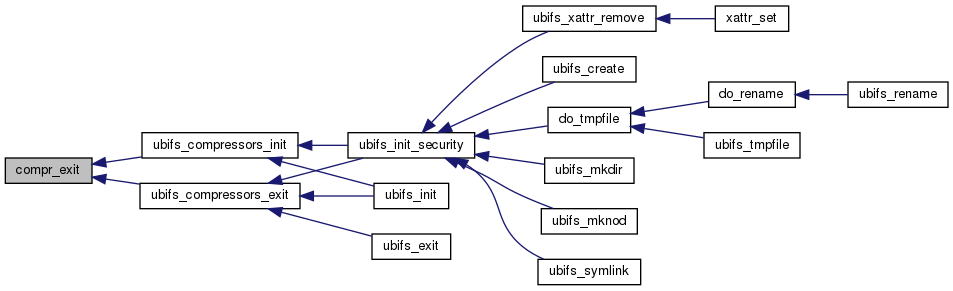 compr_exit
ubifs_compressors_init
ubifs_compressors_exit
ubifs_init_security
ubifs_init
ubifs_exit
ubifs_xattr_remove
ubifs_create
do_tmpfile
ubifs_mkdir
ubifs_mknod
ubifs_symlink
xattr_set
do_rename
ubifs_tmpfile
ubifs_rename